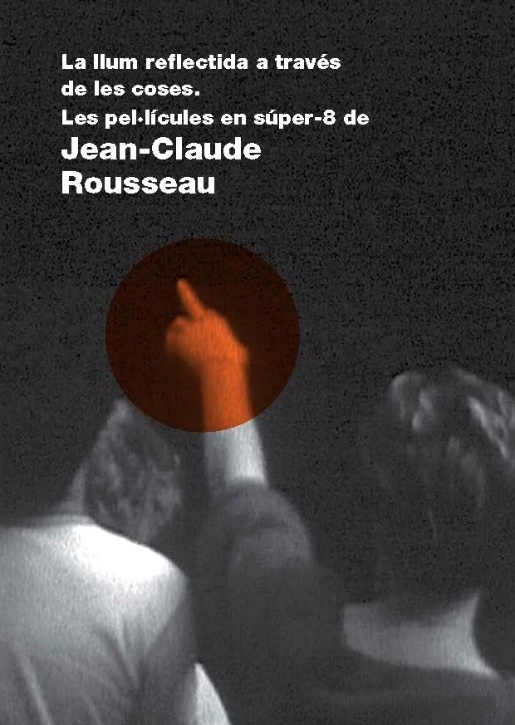 La llum reflectida a través
de les coses.
Les pel·lícules en súper-8 de
Jean-Claude
Rousseau